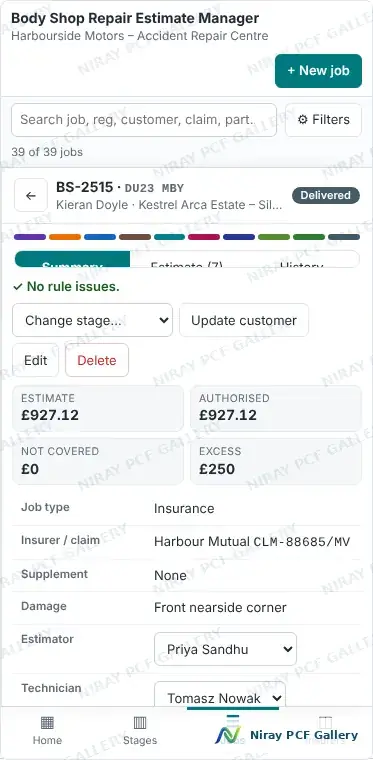 Body Shop Repair Estimate Manager
Harbourside Motors – Accident Repair Centre
+ New job
Search job, reg, customer, claim, part.
⚙ Filters
39 of 39 jobs
←
BS-2515 · DU23 MBY
Kieran Doyle · Kestrel Arca Estate – Sil...
Delivered
Summary
Estimate (7)
History
✓ No rule issues.
Change stage...
Update customer
Edit
Delete
ESTIMATE
£927.12
AUTHORISED
£927.12
NOT COVERED
£0
EXCESS
£250
Job type
Insurance
Insurer / claim
Harbour Mutual CLM-88685/MV
Supplement
None
Damage
Front nearside corner
Estimator
Priya Sandhu
Technician
Tomasz Nowak
Home
Stages
Niray PCF Gallery
NIRAY PCF GALLERY